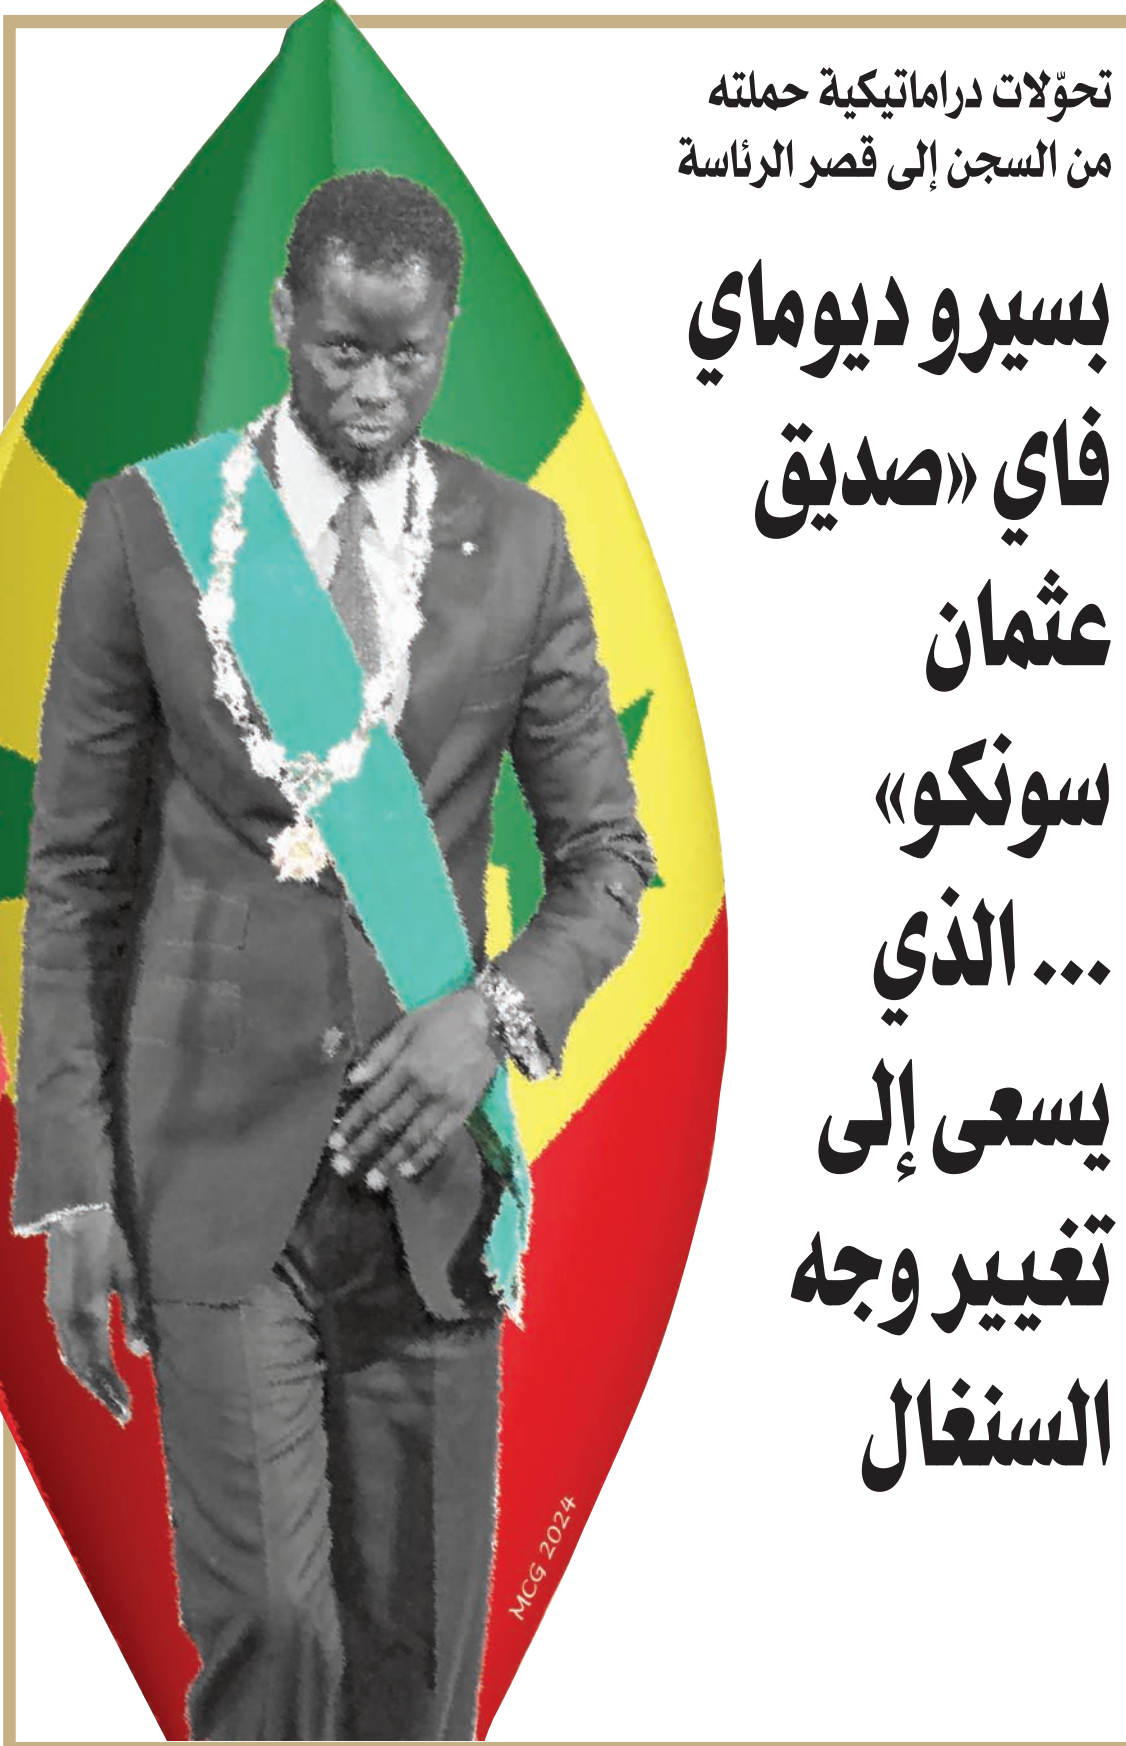 تحوّلات دراماتيكية حملته
من السجن إلى قصر الرئاسة
بسيرو ديوماي
فاي «صديق
عثمان
سونكو»
... الذي
يسعى إلى
تغيير وجه
السنغال
MCG 2024